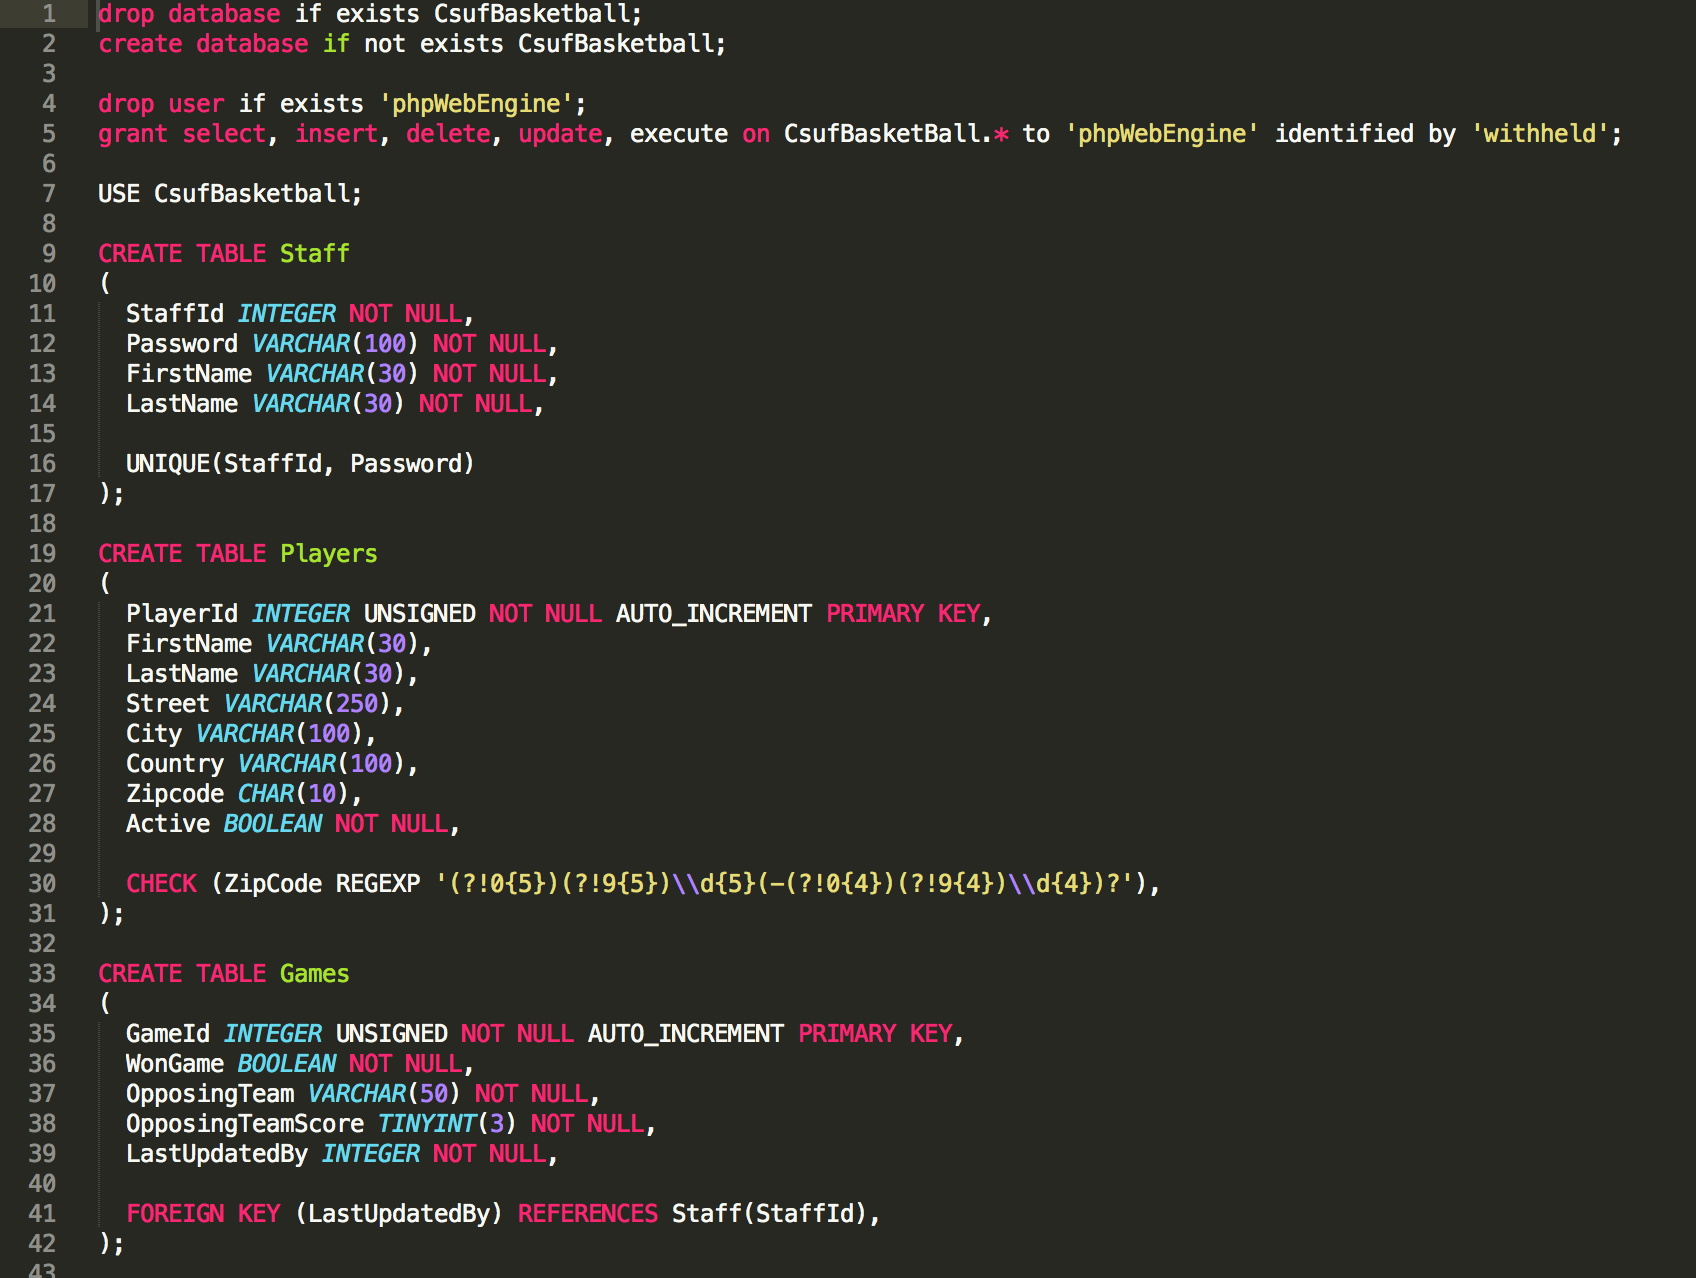 1 drop database if exists CsufBasketball;
2 create database if not exists CsufBasketball;
3
4 drop user if exists 'phpWebEngine';
5 grant select, insert, delete, update, execute on CsufBasketBall.* to 'phpWebEngine' identified by 'withheld';
6
7 USE CsufBasketball;
8
9 CREATE TABLE Staff
10 (
11 StaffId INTEGER NOT NULL,
12 Password VARCHAR(100) NOT NULL,
13 FirstName VARCHAR(30) NOT NULL,
14 LastName VARCHAR(30) NOT NULL,
15
16 UNIQUE(StaffId, Password)
17 );
18
19 CREATE TABLE Players
20 (
21 PlayerId INTEGER UNSIGNED NOT NULL AUTO_INCREMENT PRIMARY KEY,
22 FirstName VARCHAR(30),
23 LastName VARCHAR(30),
24 Street VARCHAR(250),
25 City VARCHAR(100),
26 Country VARCHAR(100),
27 Zipcode CHAR(10),
28 Active BOOLEAN NOT NULL,
29
30 CHECK (ZipCode REGEXP '(?!0{5})(?!9{5})\\d{5}(-(?!0{4})(?!9{4})\\d{4})?'),
31 );
32
33 CREATE TABLE Games
34 (
35 GameId INTEGER UNSIGNED NOT NULL AUTO_INCREMENT PRIMARY KEY,
36 WonGame BOOLEAN NOT NULL,
37 OpposingTeam VARCHAR(50) NOT NULL,
38 OpposingTeamScore TINYINT(3) NOT NULL,
39 LastUpdatedBy INTEGER NOT NULL,
40
41 FOREIGN KEY (LastUpdatedBy) REFERENCES Staff(StaffId),
42 );
43